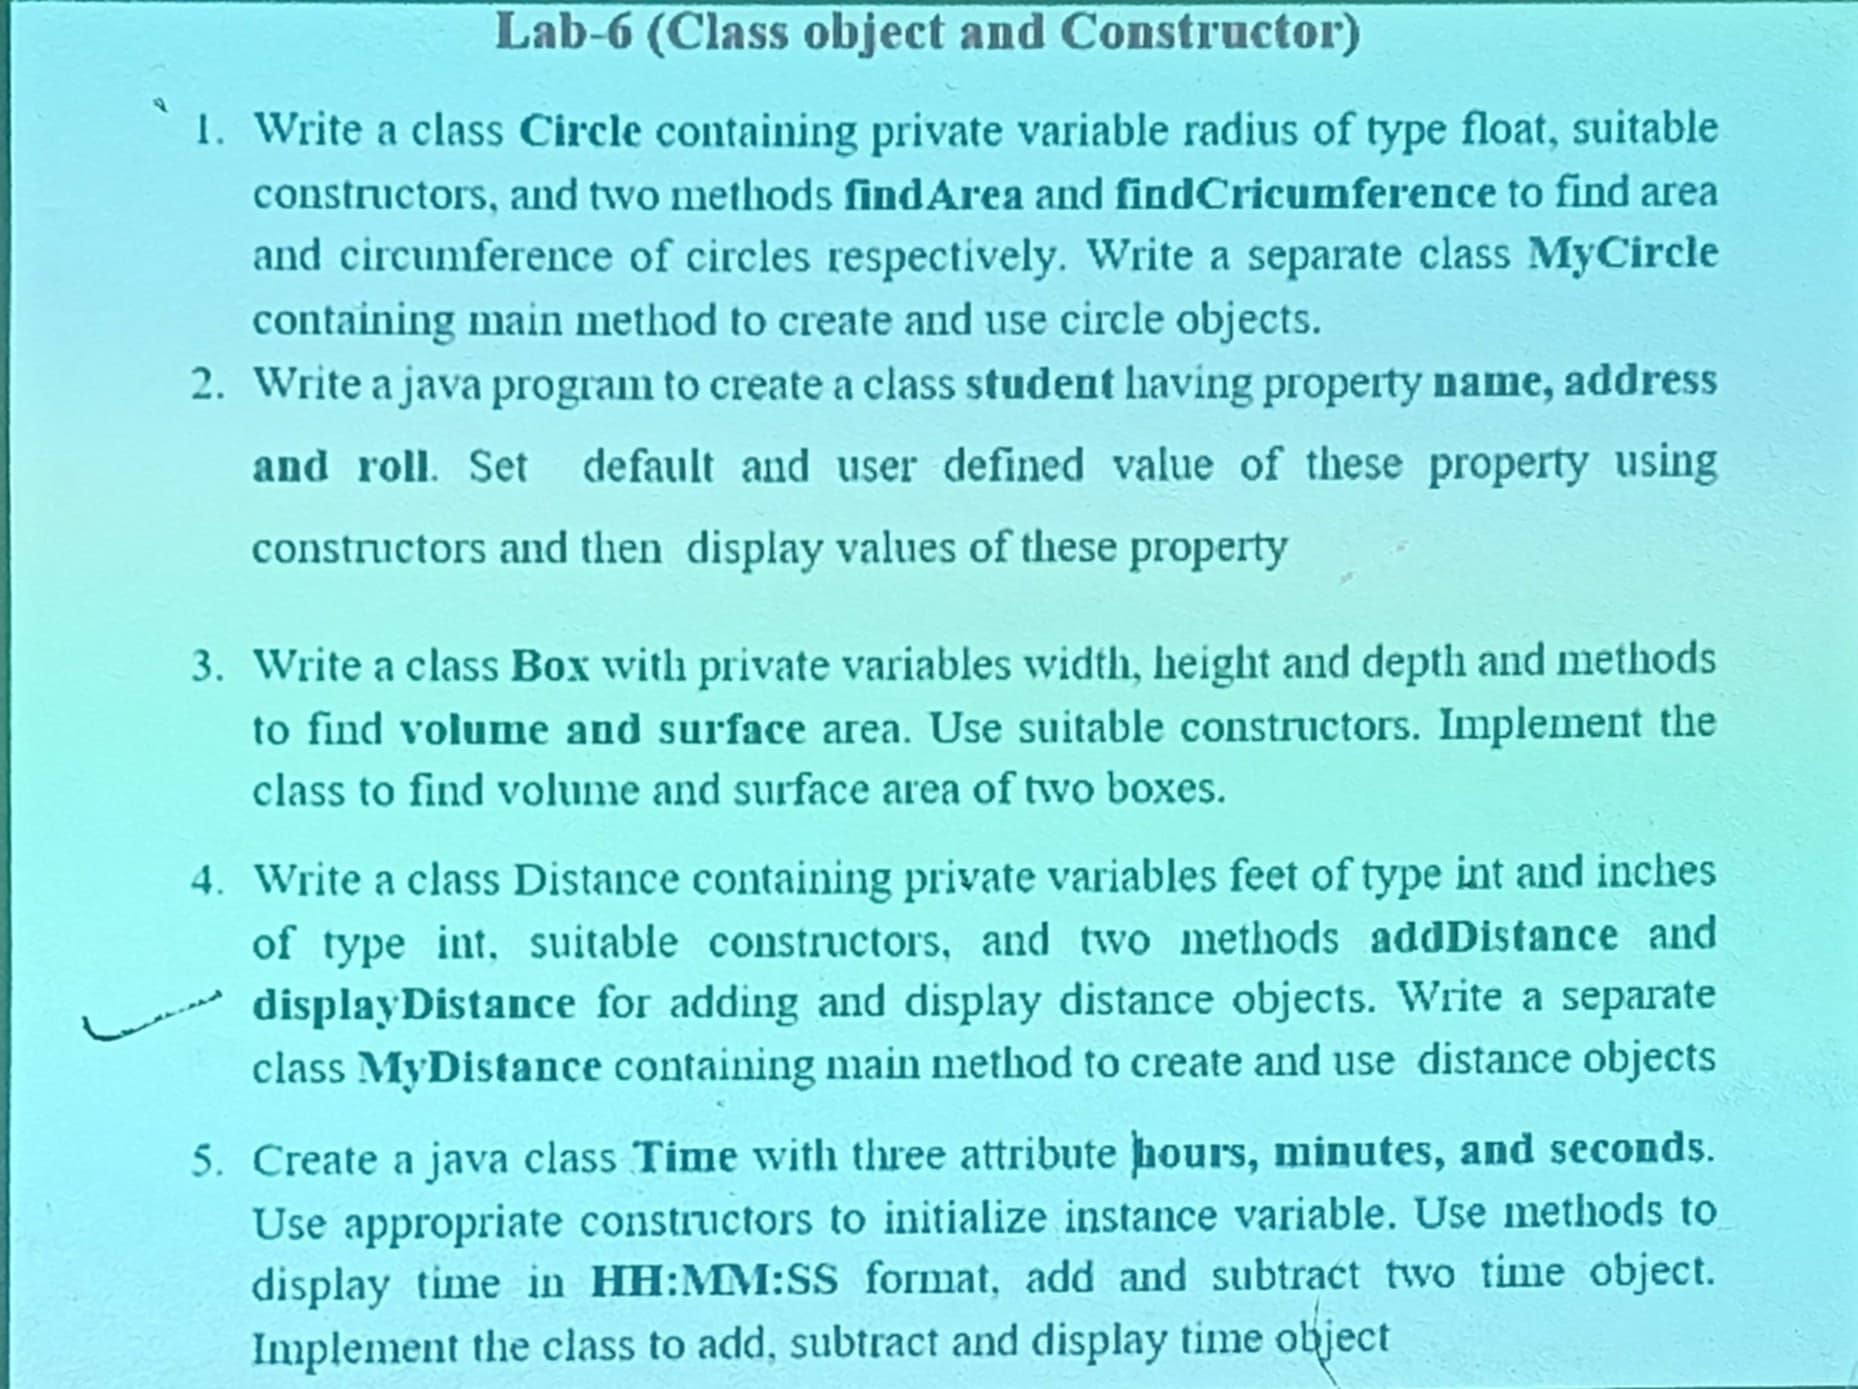 Lab-6 (Class object and Constructor)
1. Write a class Circle containing private variable radius of type float, suitable
constructors, and two methods findArea and findCricumference to find area
and circumference of circles respectively. Write a separate class MyCircle
containing main method to create and use circle objects.
2. Write a java program to create a class student having property name, address
and roll. Set default and user defined value of these property using
constructors and then display values of these property
3. Write a class Box with private variables width, height and depth and methods
to find volume and surface area. Use suitable constructors. Implement the
class to find volume and surface area of two boxes.
4. Write a class Distance containing private variables feet of type int and inches
of type int, suitable constructors, and two methods addDistance and
displayDistance for adding and display distance objects. Write a separate
class MyDistance containing main method to create and use distance objects
5. Create a java class Time with three attribute hours, minutes, and seconds.
Use appropriate constructors to initialize instance variable. Use methods to
display time in HH:MM:SS format, add and subtract two time object.
Implement the class to add, subtract and display time object